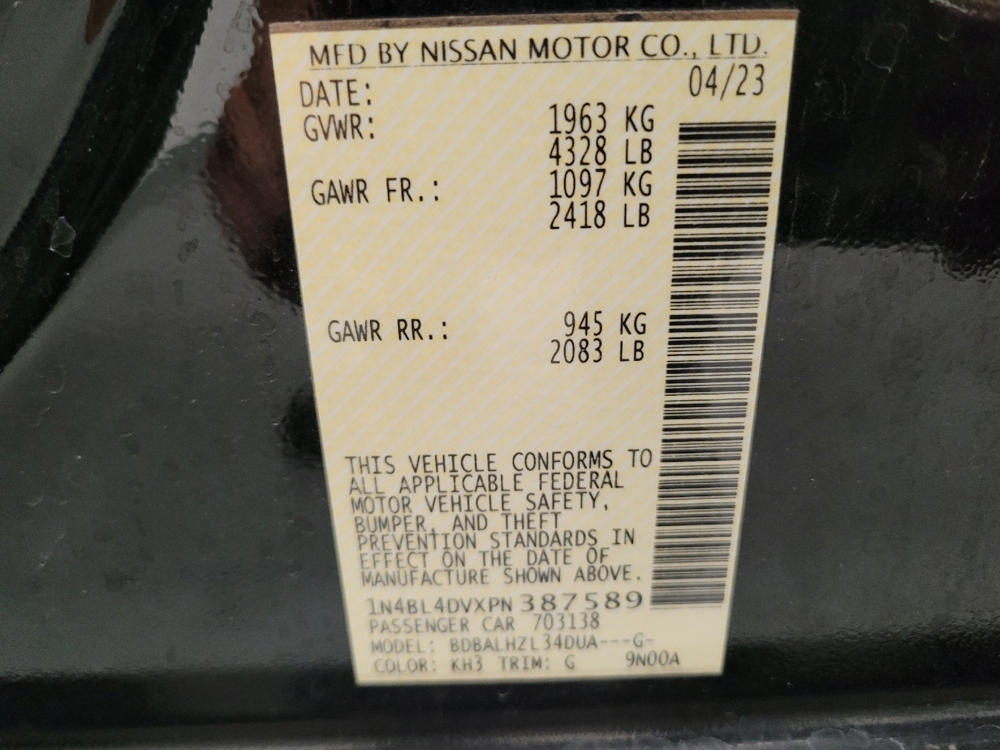 MFD BY NISSAN MOTOR CO., LTD.
DATE: 04/23
GVWR: 1963 KG
4328 LB
GAWR FR.: 1097 KG
2418 LB
GAWR RR.: 945 KG
2083 LB
THIS VEHICLE CONFORMS TO
ALL APPLICABLE FEDERAL
MOTOR VEHICLE SAFETY,
BUMPER, AND THEFT
PREVENTION STANDARDS IN
EFFECT ON THE DATE OF
MANUFACTURE SHOWN ABOVE.
1N4BL4DVXPN387589
PASSENGER CAR 703138
MODEL: BDBALHZL34DUA---G-
COLOR: KH3 TRIM: G 9N00A